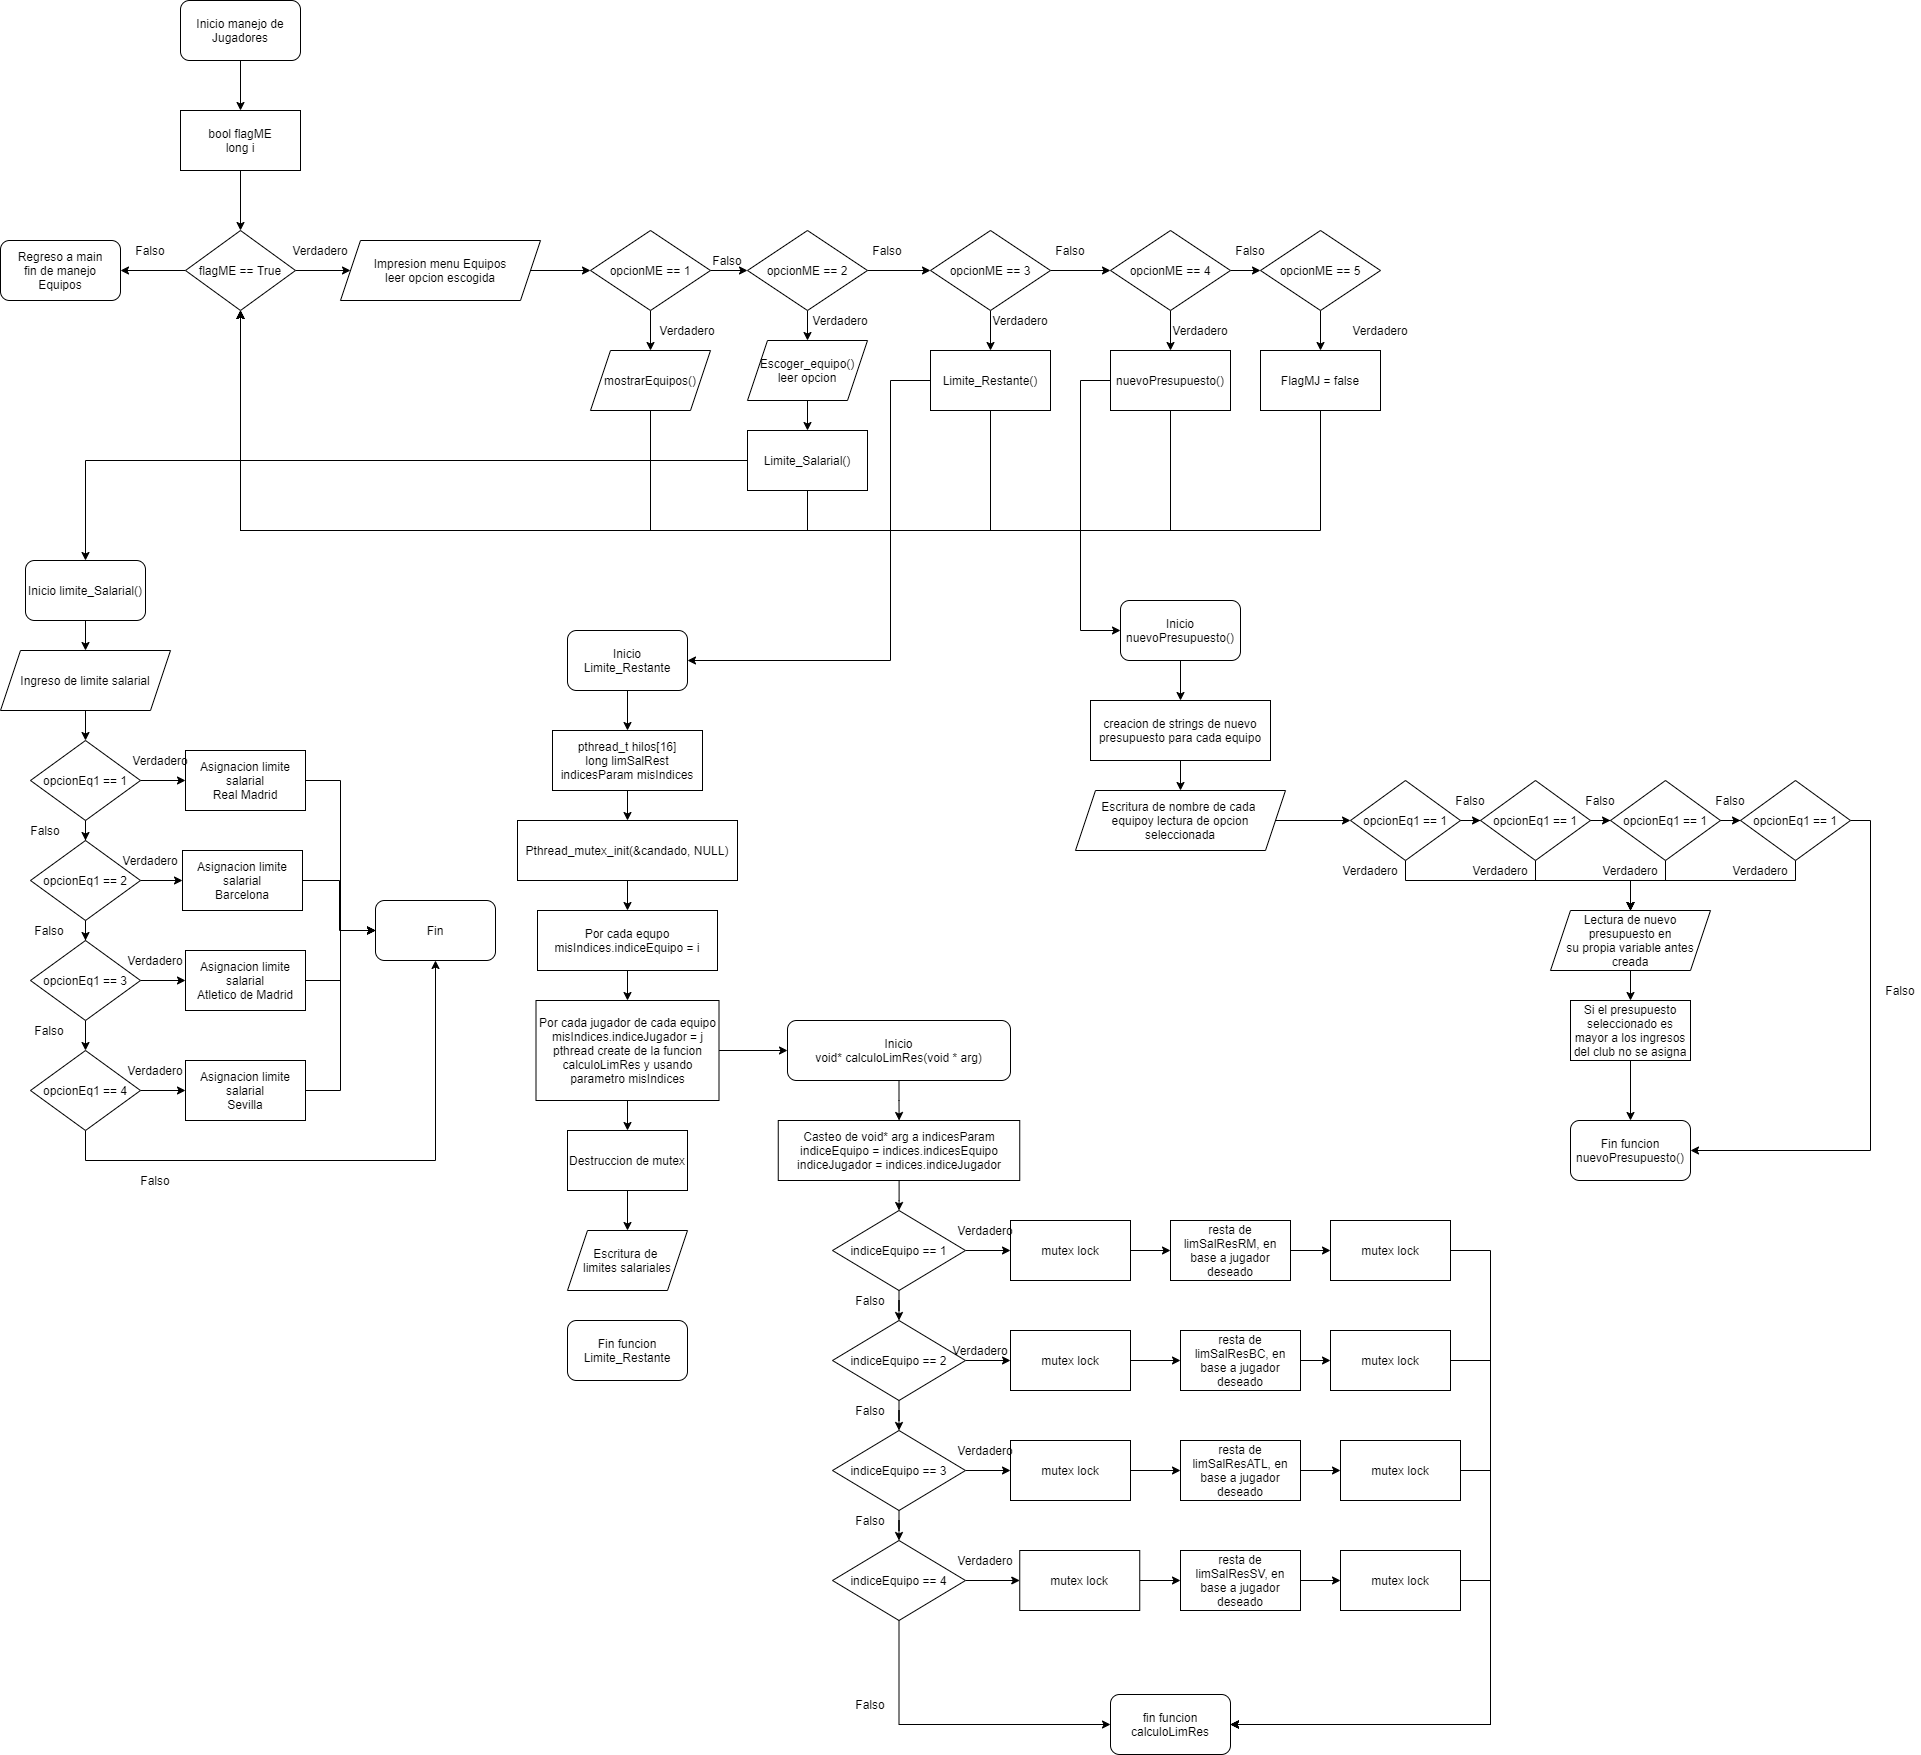 Inicio manejo de
Jugadores
bool flagME
long i
Falso
Verdadero
Regreso a main
fin de manejo
Equipos
flagME == True
Impresion menu Equipos
leer opcion escogida
opcionME == 1
Falso
opcionME == 2
Falso
opcionME == 3
Falso
opcionME == 4
Falso
opcionME == 5
Verdadero
Verdadero
Verdadero
Verdadero
Verdadero
mostrarEquipos()
Escoger_equipo()
leer opcion
Limite_Restante()
nuevoPresupuesto()
FlagMJ = false
Limite_Salarial()
Inicio limite_Salarial()
Ingreso de limite salarial
opcionEq1 == 1
Verdadero
Asignacion limite
salarial
Real Madrid
Falso
opcionEq1 == 2
Verdadero
Asignacion limite
salarial
Barcelona
Falso
opcionEq1 == 3
Verdadero
Asignacion limite
salarial
Atletico de Madrid
Falso
opcionEq1 == 4
Verdadero
Asignacion limite
salarial
Sevilla
Falso
Fin
Inicio
Limite_Restante
pthread_t hilos[16]
long limSalRest
indicesParam misIndices
Pthread_mutex_init(&candado, NULL)
Por cada equpo
misIndices.indiceEquipo = i
Por cada jugador de cada equipo
misIndices.indiceJugador = j
pthread create de la funcion
calculoLimRes y usando
parametro misIndices
Destruccion de mutex
Escritura de
limites salariales
Fin funcion
Limite_Restante
Inicio
void* calculoLimRes(void * arg)
Casteo de void* arg a indicesParam
indiceEquipo = indices.indicesEquipo
indiceJugador = indices.indiceJugador
indiceEquipo == 1
Verdadero
mutex lock
resta de
limSalResRM, en
base a jugador
deseado
mutex lock
Falso
indiceEquipo == 2
Verdadero
mutex lock
resta de
limSalResBC, en
base a jugador
deseado
mutex lock
Falso
indiceEquipo == 3
Verdadero
mutex lock
resta de
limSalResATL, en
base a jugador
deseado
mutex lock
Falso
indiceEquipo == 4
Verdadero
mutex lock
resta de
limSalResSV, en
base a jugador
deseado
mutex lock
Falso
fin funcion
calculoLimRes
Inicio
nuevoPresupuesto()
creacion de strings de nuevo
presupuesto para cada equipo
Escritura de nombre de cada
equipoy lectura de opcion
seleccionada
opcionEq1 == 1
Falso
opcionEq1 == 1
Falso
opcionEq1 == 1
Falso
opcionEq1 == 1
Verdadero
Verdadero
Verdadero
Verdadero
Lectura de nuevo
presupuesto en
su propia variable antes
creada
Falso
Si el presupuesto
seleccionado es
mayor a los ingresos
del club no se asigna
Fin funcion
nuevoPresupuesto()